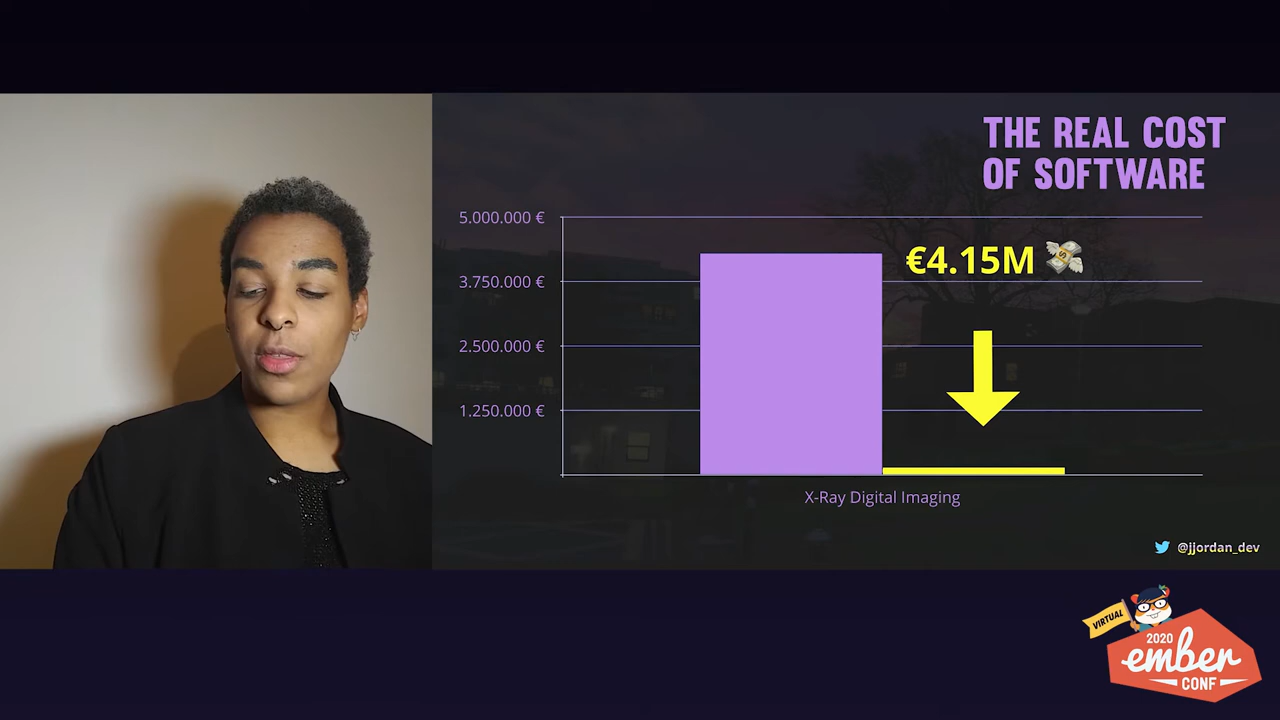 THE REAL COST
OF SOFTWARE
5.000.000 €
€4.15M
3.750.000 €
2.500.000 €
1.250.000 €
X-Ray Digital Imaging
@jjordan_dev
VIRTUAL
2020
ember
CONF